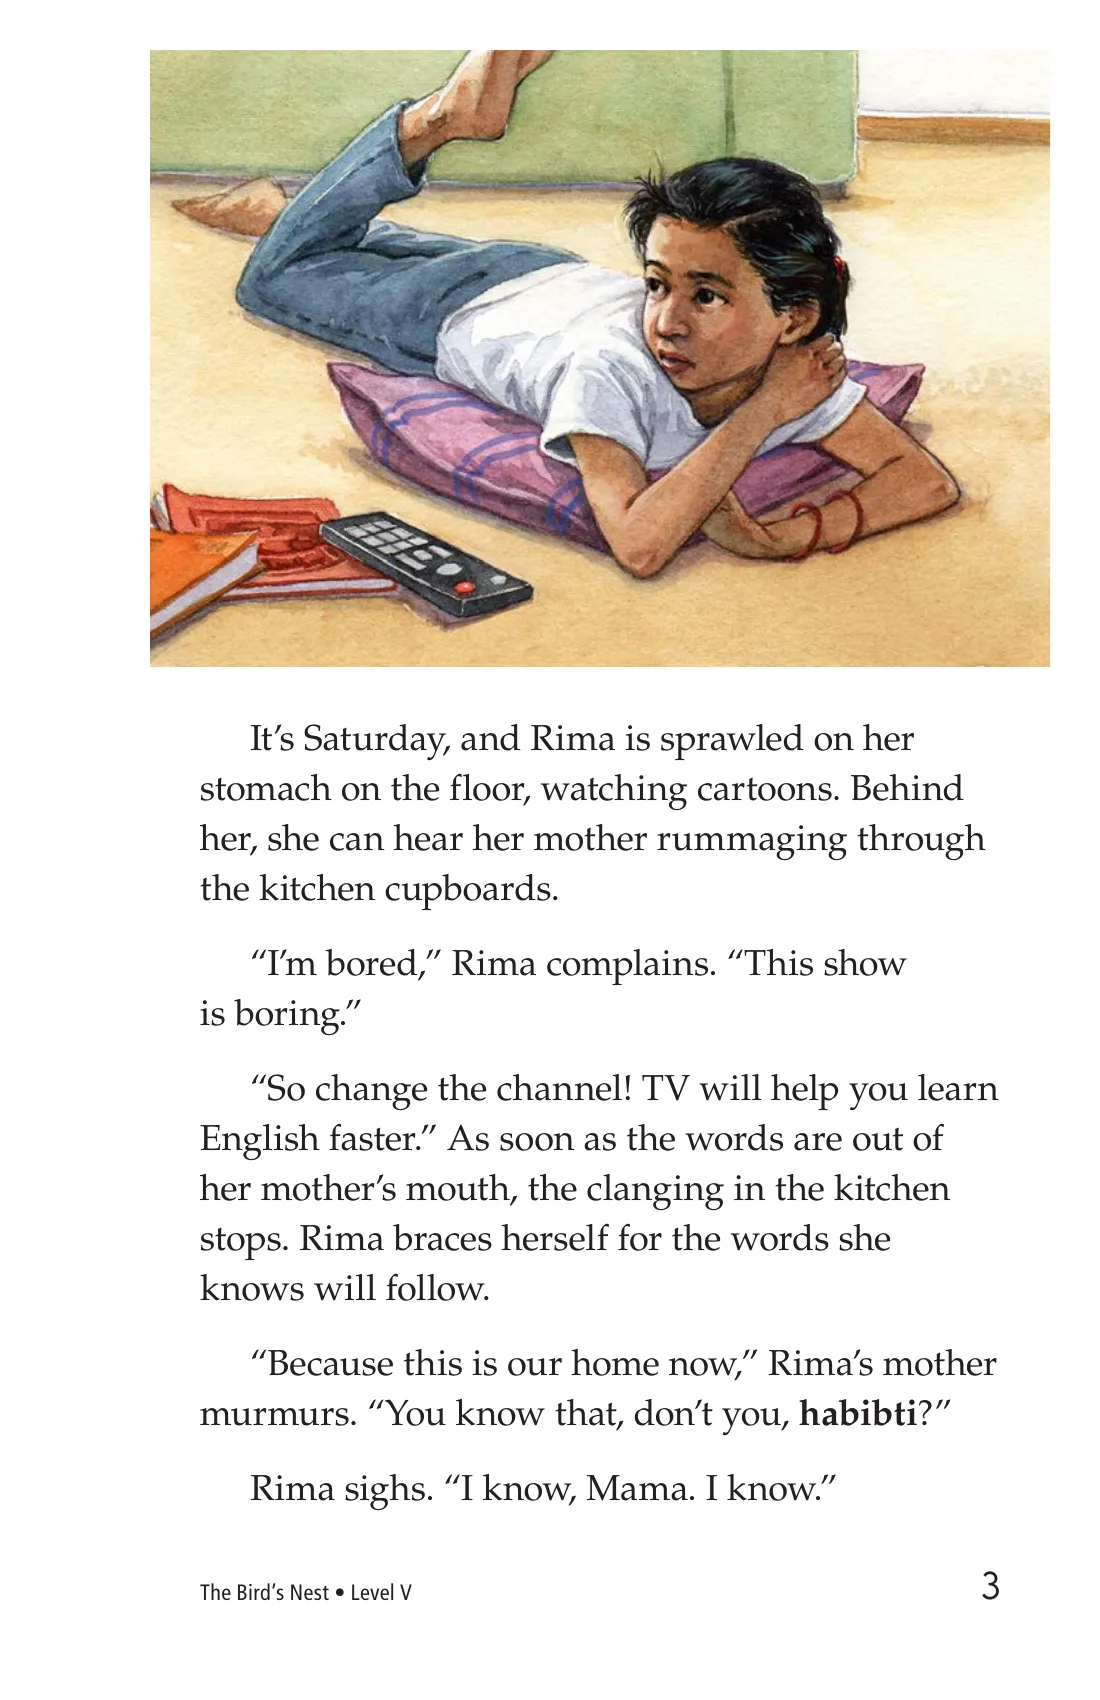 It’s Saturday, and Rima is sprawled on her
stomach on the floor, watching cartoons. Behind
her, she can hear her mother rummaging through
the kitchen cupboards.
“I’m bored,” Rima complains. “This show
is boring.”
“So change the channel! TV will help you learn
English faster.” As soon as the words are out of
her mother’s mouth, the clanging in the kitchen
stops. Rima braces herself for the words she
knows will follow.
“Because this is our home now,” Rima’s mother
murmurs. “You know that, don’t you, habibti?”
Rima sighs. “I know, Mama. I know.”
The Bird’s Nest • Level V
3